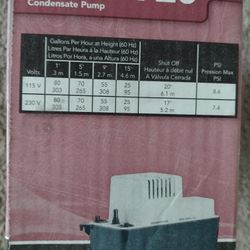 Condensate Pump
Gallons Per Hour at Height (60 Hz)
Litres Par Heura à la Hauteur (60 Hz)
Litros Por Hora, a una Altura (60 Hz)
Shut Off
Hauteur à débit nul
A Válvula Cerrada
PSI
Pression Max.
PSI
Volts 1' 5' 9' 15'
.3 m 1.5 m 2.7 m 4.6 m
115 V 80 70 55 25 20' 8.6
303 265 208 95 6.1 m
230 V 80 70 55 25 17' 7.4
303 265 208 95 5.2 m